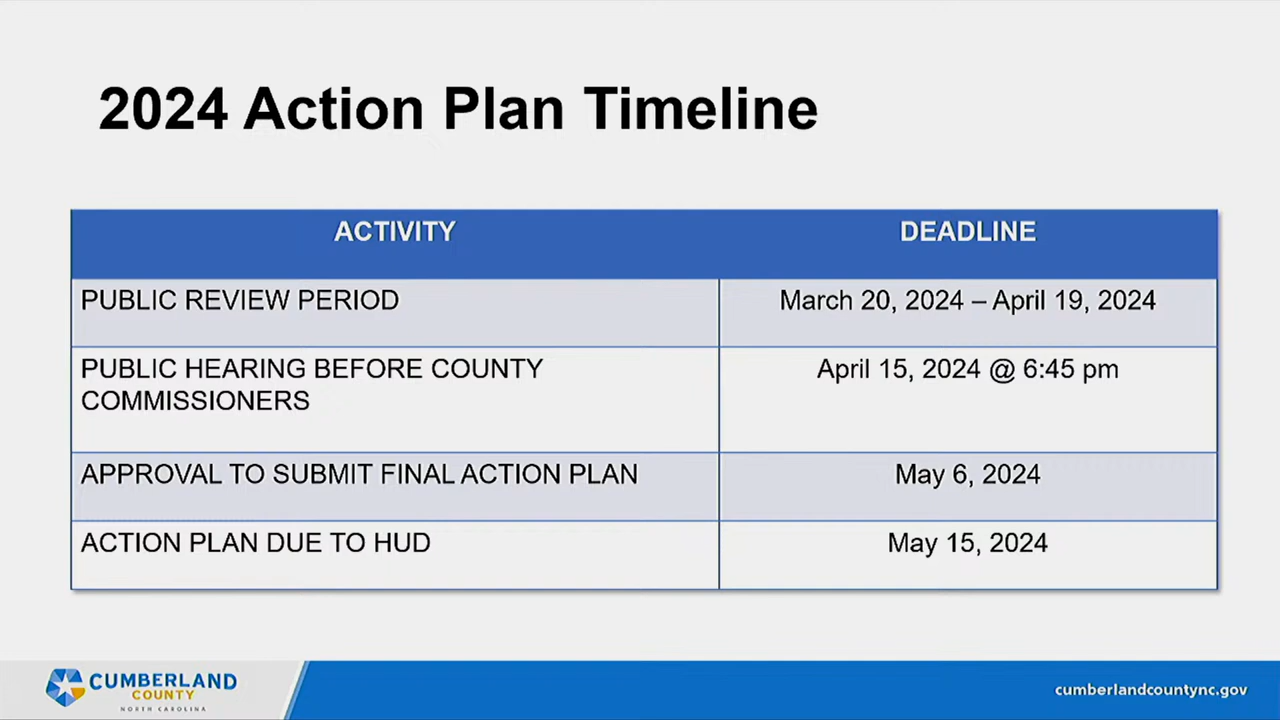 2024 Action Plan Timeline
ACTIVITY
DEADLINE
PUBLIC REVIEW PERIOD
March 20, 2024 – April 19, 2024
PUBLIC HEARING BEFORE COUNTY
COMMISSIONERS
April 15, 2024 @ 6:45 pm
APPROVAL TO SUBMIT FINAL ACTION PLAN
May 6, 2024
ACTION PLAN DUE TO HUD
May 15, 2024
CUMBERLAND
COUNTY
NORTH CAROLINA
cumberlandcountync.gov